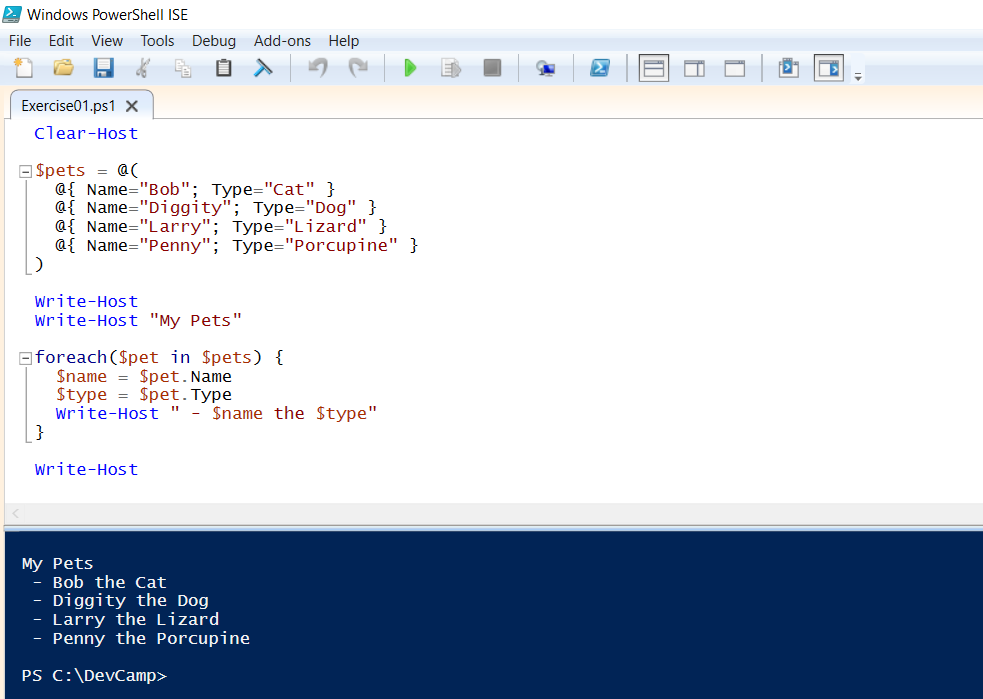 Windows PowerShell ISE
File Edit View Tools Debug Add-ons Help
Exercise01.ps1
Clear-Host
$pets = @(
@{ Name="Bob"; Type="Cat" }
@{ Name="Diggity"; Type="Dog" }
@{ Name="Larry"; Type="Lizard" }
@{ Name="Penny"; Type="Porcupine" }
)
Write-Host
Write-Host "My Pets"
foreach($pet in $pets) {
$name = $pet.Name
$type = $pet.Type
Write-Host " - $name the $type"
}
Write-Host
My Pets
- Bob the Cat
- Diggity the Dog
- Larry the Lizard
- Penny the Porcupine
PS C:\DevCamp>